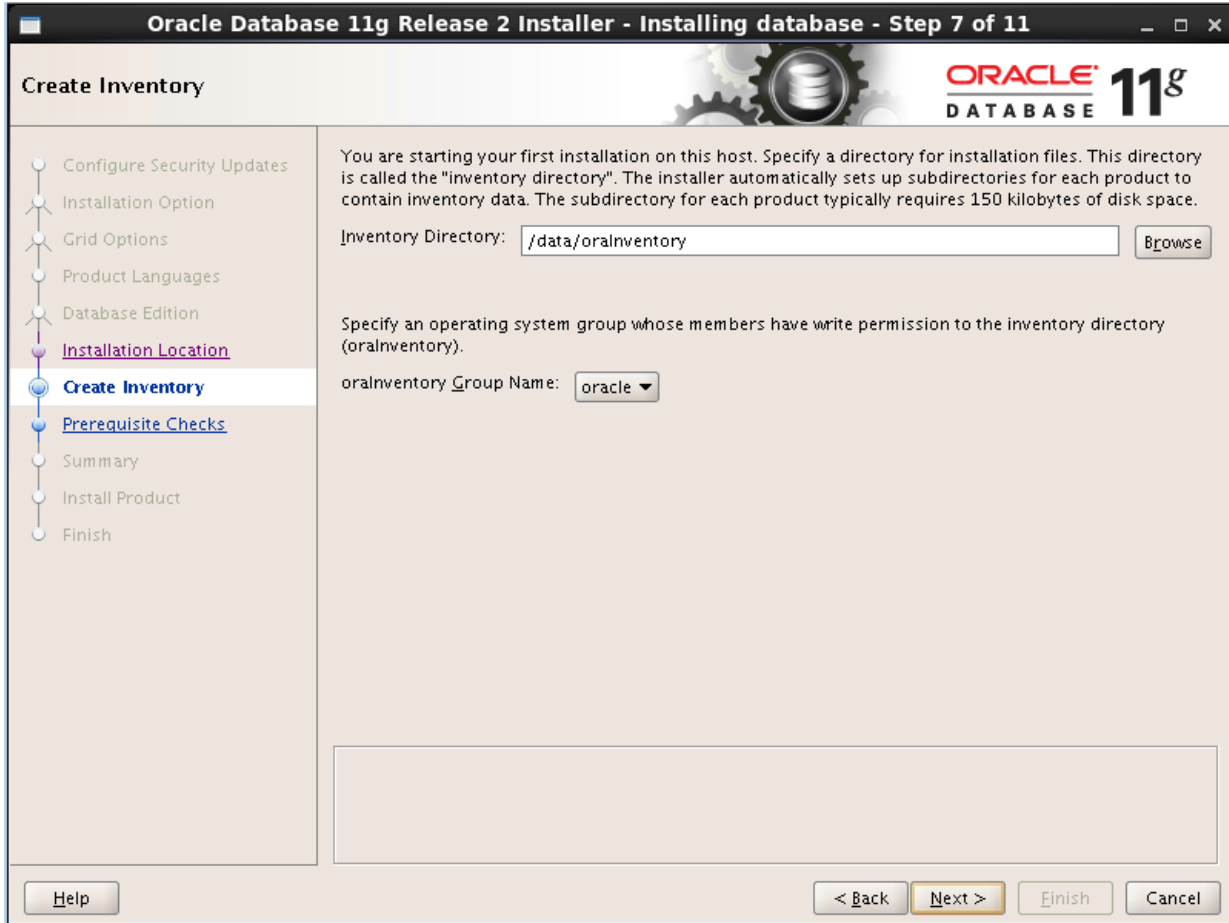 Oracle Database 11g Release 2 Installer - Installing database - Step 7 of 11
Create Inventory
ORACLE
DATABASE
11g
Configure Security Updates
Installation Option
Grid Options
Product Languages
Database Edition
Installation Location
Create Inventory
Prerequisite Checks
Summary
Install Product
Finish
You are starting your first installation on this host. Specify a directory for installation files. This directory
is called the "inventory directory". The installer automatically sets up subdirectories for each product to
contain inventory data. The subdirectory for each product typically requires 150 kilobytes of disk space.
Inventory Directory: /data/oraInventory Browse
Specify an operating system group whose members have write permission to the inventory directory
(oraInventory).
oraInventory Group Name: oracle
Help
< Back
Next >
Finish
Cancel